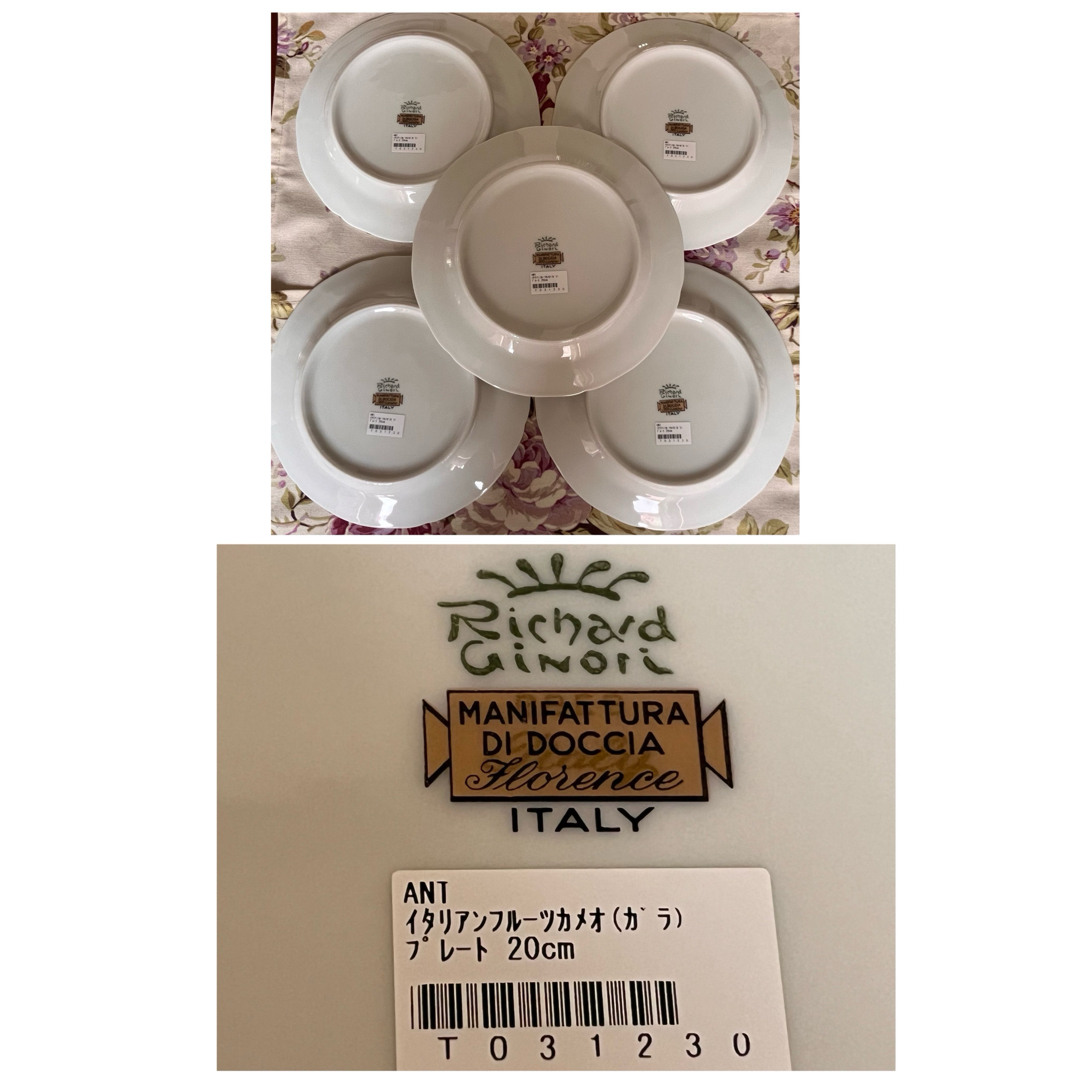 Richard
Ginori
MANIFATTURA
DI DOCCIA
Florence
ITALY
ANT
イタリアンフルーツカメオ(ガラ)
プレート 20cm
T031230